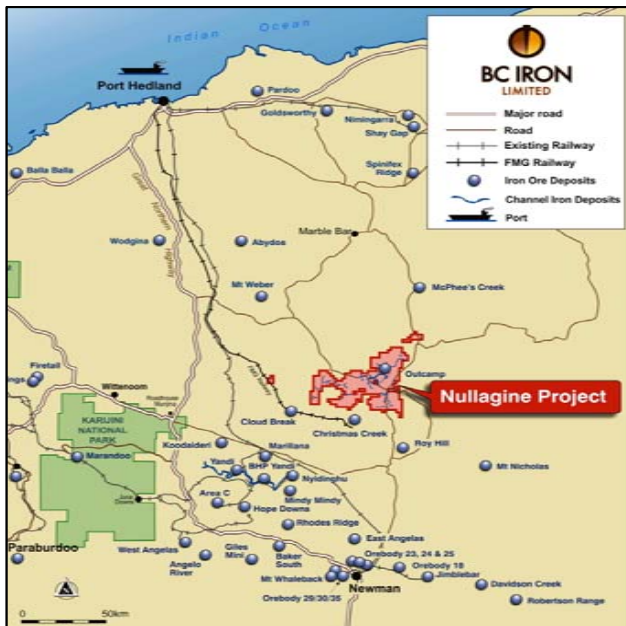 Indian Ocean
BC IRON
LIMITED
Major road
Road
Existing Railway
FMG Railway
Iron Ore Deposits
Channel Iron Deposits
Port
Port Hedland
Pardoo
Goldsworthy
Nimingarra
Shay Gap
Spinifex
Ridge
Balla Balla
Great Northern Highway
Marble Bar
Wodgina
Abydos
Mt Weber
McPhee's Creek
Firetail
Wittenoom
Outcamp
Nullagine Project
KARIJINI
NATIONAL
PARK
Cloud Break
Christmas Creek
Koodaideri
Marillana
Roy Hill
Marandoo
Yandi
BHP Yandi
Nyidinghu
Mt Nicholas
Area C
Mindy Mindy
Hope Downs
Rhodes Ridge
Paraburdoo
West Angelas
East Angelas
Angelo
River
Giles
Mini
Baker
South
Orebody 23, 24 & 25
Orebody 18
Mt Whaleback
Newman
Jimblebar
Davidson Creek
Orebody 29/30/35
Robertson Range
0
50km